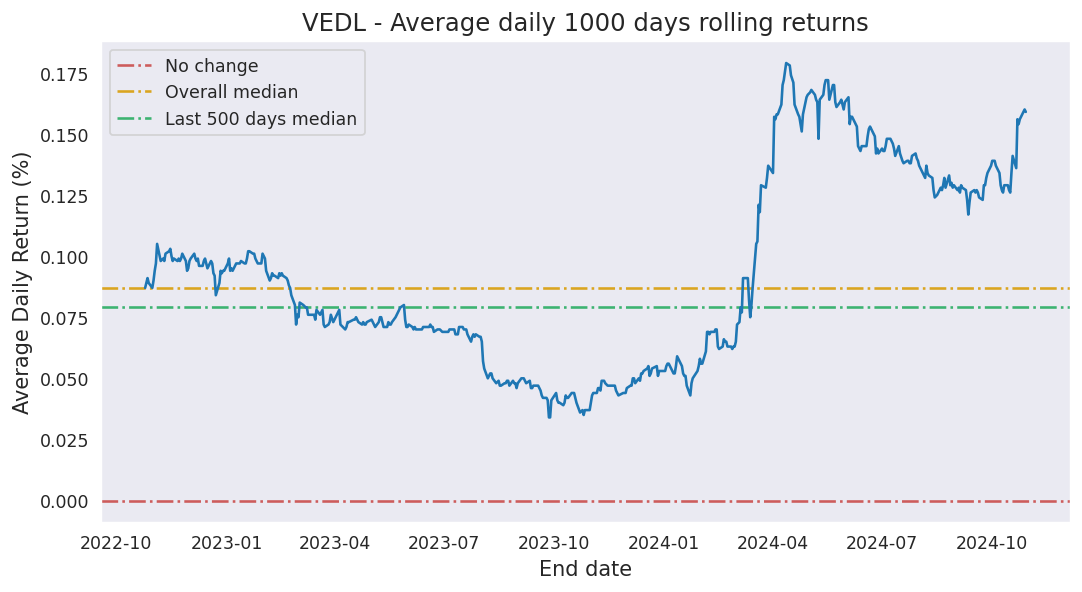 VEDL - Average daily 1000 days rolling returns
No change
Overall median
Last 500 days median
Average Daily Return (%)
0.175
0.150
0.125
0.100
0.075
0.050
0.025
0.000
2022-10 2023-01 2023-04 2023-07 2023-10 2024-01 2024-04 2024-07 2024-10
End date